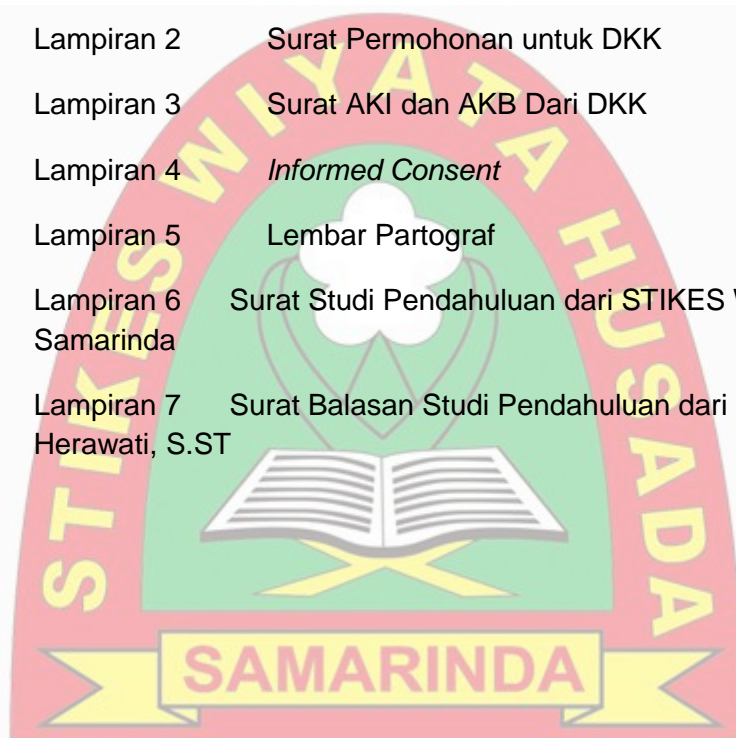 Lampiran 2 Surat Permohonan untuk DKK
Lampiran 3 Surat AKI dan AKB Dari DKK
Lampiran 4 Informed Consent
Lampiran 5 Lembar Partograf
Lampiran 6 Surat Studi Pendahuluan dari STIKES
Samarinda
Lampiran 7 Surat Balasan Studi Pendahuluan dari
Herawati, S.ST
STIKES WIYATA HUSADA
SAMARINDA